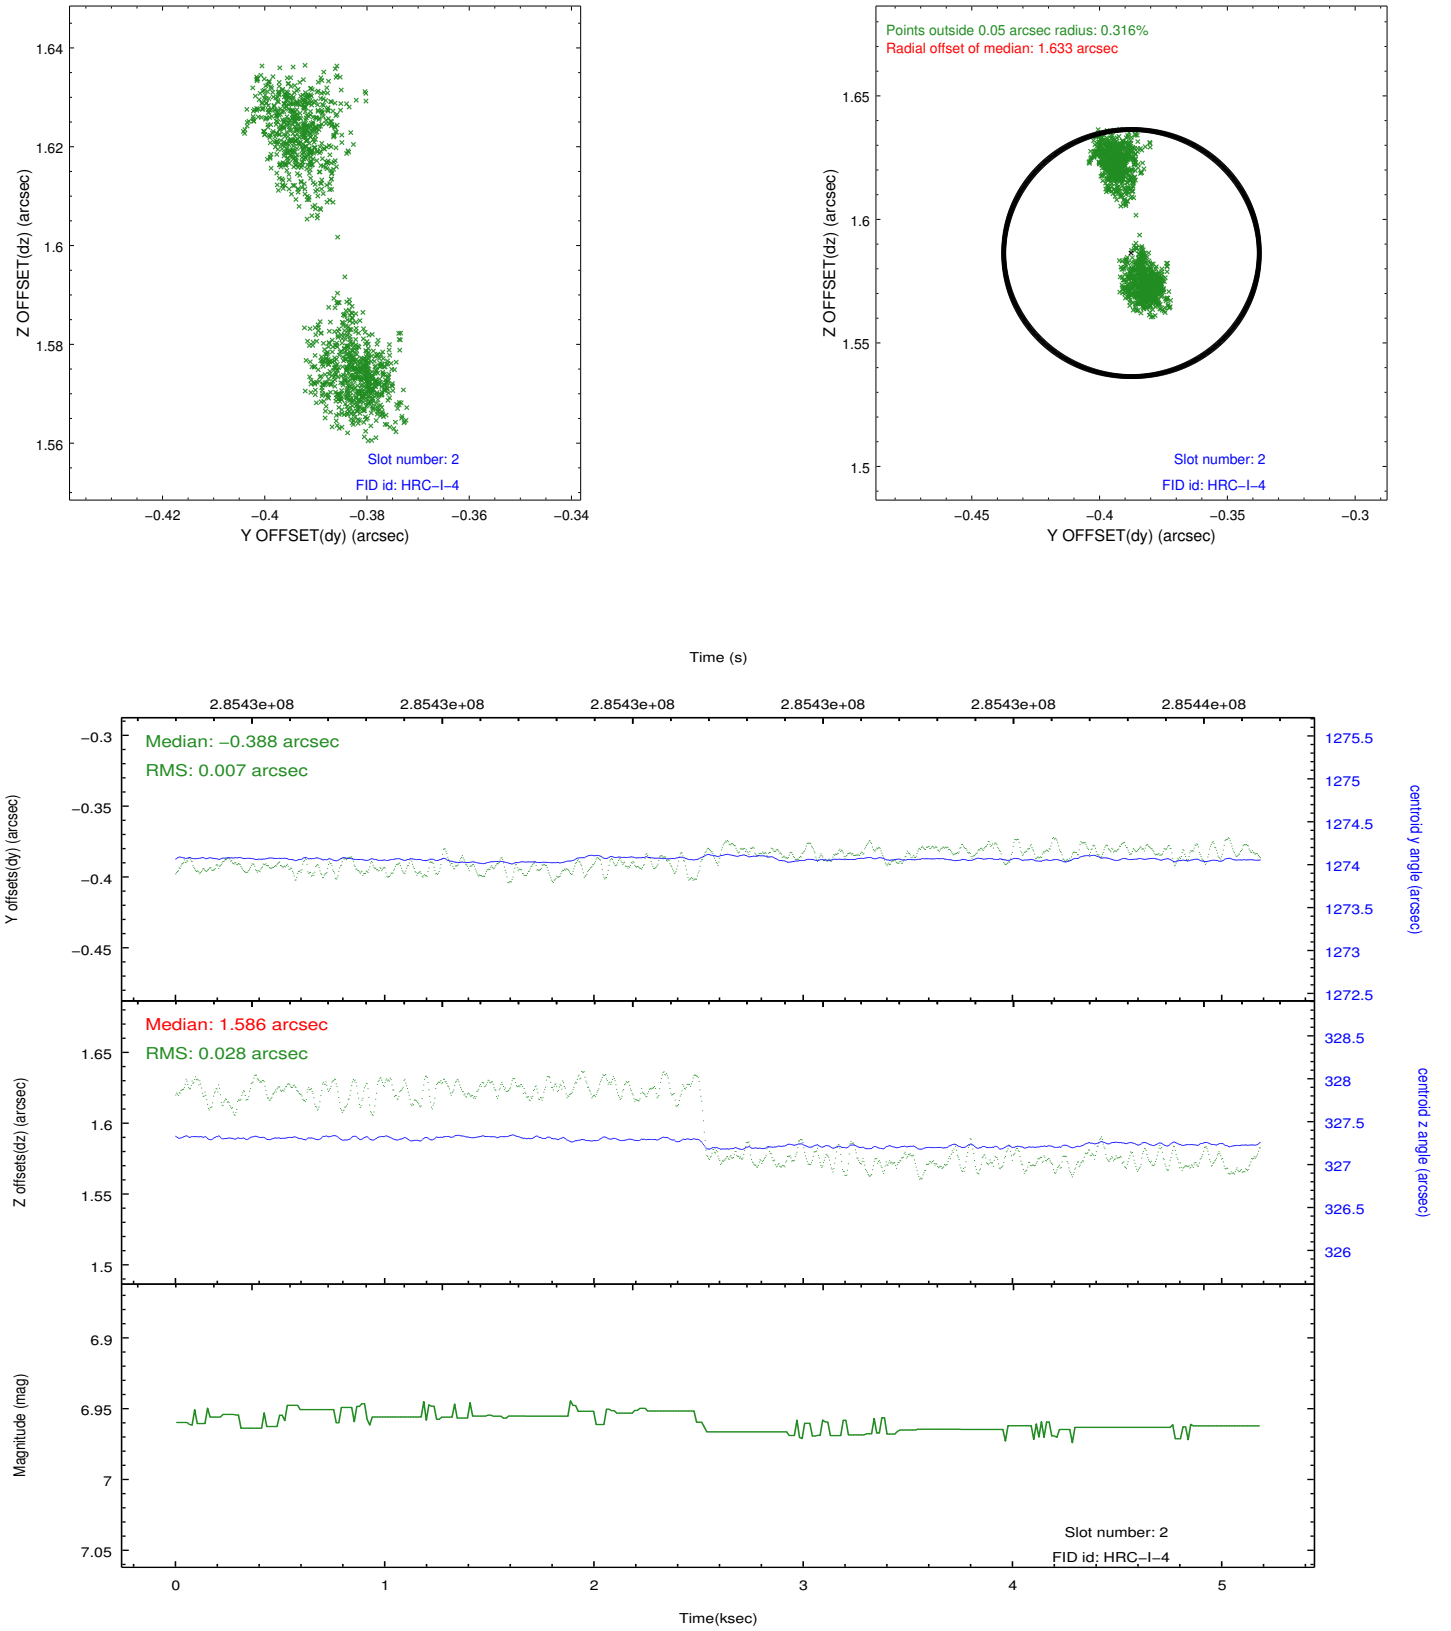 1.64
1.62
1.6
1.58
1.56
Z OFFSET(dz) (arcsec)
Slot number: 2
FID id: HRC−I−4
−0.42 −0.4 −0.38 −0.36 −0.34
Y OFFSET(dy) (arcsec)
Points outside 0.05 arcsec radius: 0.316%
Radial offset of median: 1.633 arcsec
1.65
1.6
1.55
1.5
Z OFFSET(dz) (arcsec)
Slot number: 2
FID id: HRC−I−4
−0.45 −0.4 −0.35 −0.3
Y OFFSET(dy) (arcsec)
Time (s)
2.8543e+08 2.8543e+08 2.8543e+08 2.8543e+08 2.8543e+08 2.8544e+08
Median: −0.388 arcsec
RMS: 0.007 arcsec
−0.3
−0.35
−0.4
−0.45
Y offsets(dy) (arcsec)
1275.5
1275
1274.5
1274
1273.5
1273
1272.5
centroid y angle (arcsec)
Median: 1.586 arcsec
RMS: 0.028 arcsec
1.65
1.6
1.55
1.5
Z offsets(dz) (arcsec)
328.5
328
327.5
327
326.5
326
centroid z angle (arcsec)
6.9
6.95
7
7.05
Magnitude (mag)
Slot number: 2
FID id: HRC−I−4
0 1 2 3 4 5
Time(ksec)